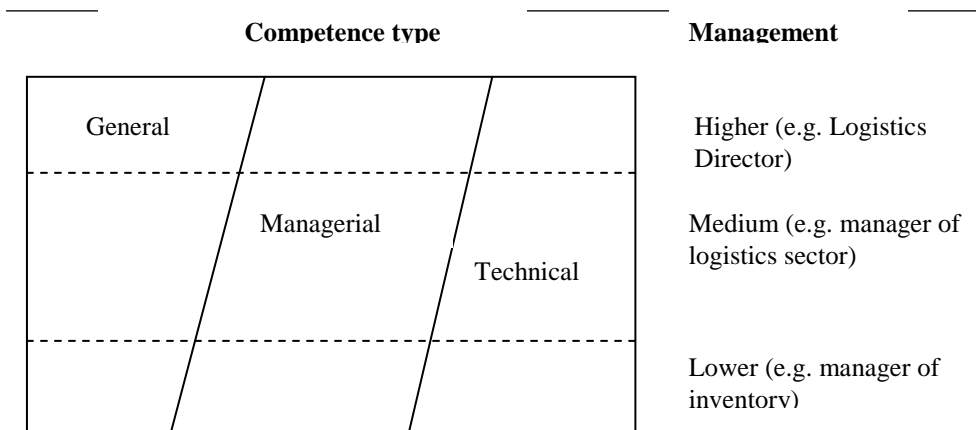 Competence type Management
General
Higher (e.g. Logistics
Director)
Managerial
Medium (e.g. manager of
logistics sector)
Technical
Lower (e.g. manager of
inventory)